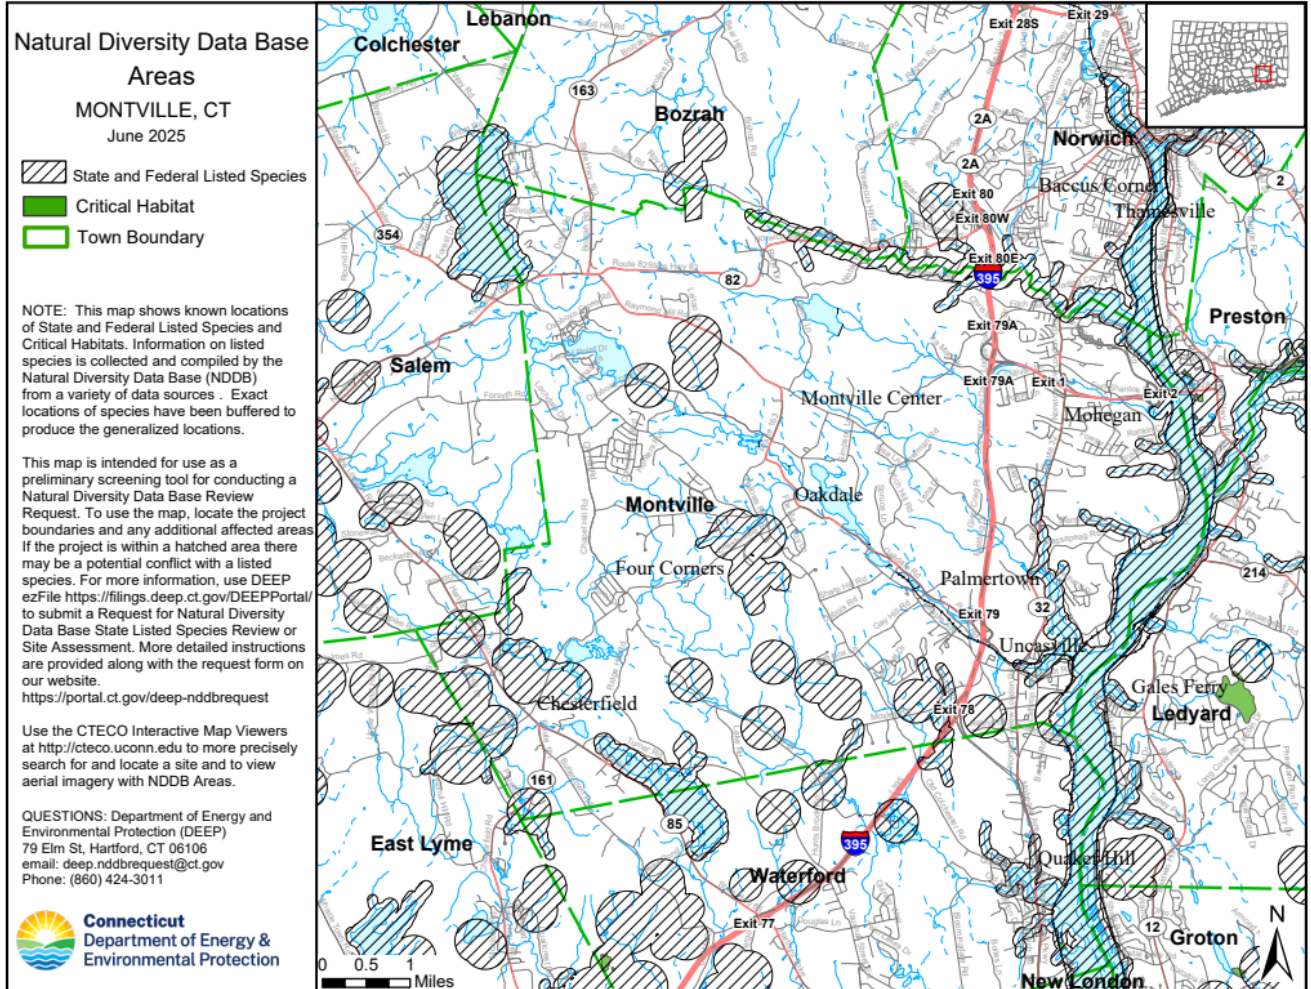 Natural Diversity Data Base
Areas
MONTVILLE, CT
June 2025
State and Federal Listed Species
Critical Habitat
Town Boundary
NOTE: This map shows known locations
of State and Federal Listed Species and
Critical Habitats. Information on listed
species is collected and compiled by the
Natural Diversity Data Base (NDDB)
from a variety of data sources . Exact
locations of species have been buffered to
produce the generalized locations.
This map is intended for use as a
preliminary screening tool for conducting a
Natural Diversity Data Base Review
Request. To use the map, locate the project
boundaries and any additional affected areas
If the project is within a hatched area there
may be a potential conflict with a listed
species. For more information, use DEEP
ezFile https://filings.deep.ct.gov/DEEPPortal/
to submit a Request for Natural Diversity
Data Base State Listed Species Review or
Site Assessment. More detailed instructions
are provided along with the request form on
our website.
https://portal.ct.gov/deep-nddbrequest
Use the CTECO Interactive Map Viewers
at http://cteco.uconn.edu to more precisely
search for and locate a site and to view
aerial imagery with NDDB Areas.
QUESTIONS: Department of Energy and
Environmental Protection (DEEP)
79 Elm St, Hartford, CT 06106
email: deep.nddbrequest@ct.gov
Phone: (860) 424-3011
Connecticut
Department of Energy &
Environmental Protection
Lebanon
Colchester
Exit 28S
Exit 29
163
Bozrah
2A
Norwich
2A
2
Baccus Corner
Exit 80
Thamesville
Exit 80W
354
Exit 80E
Route 82
State Hwy 82
82
395
Raymond Hill Rd
Preston
Exit 79A
Salem
Exit 79A
Exit 1
Exit 2
Forsyth Rd
Montville Center
Mohegan
Oakdale
Montville
Chapel Hill Rd
Four Corners
214
Palmertown
32
Exit 79
Uncasville
Gales Ferry
Chesterfield
Exit 78
Ledyard
161
85
East Lyme
395
Quaker Hill
Waterford
Exit 77
Douglas Ln
12
Groton
N
0 0.5 1
Miles
New London